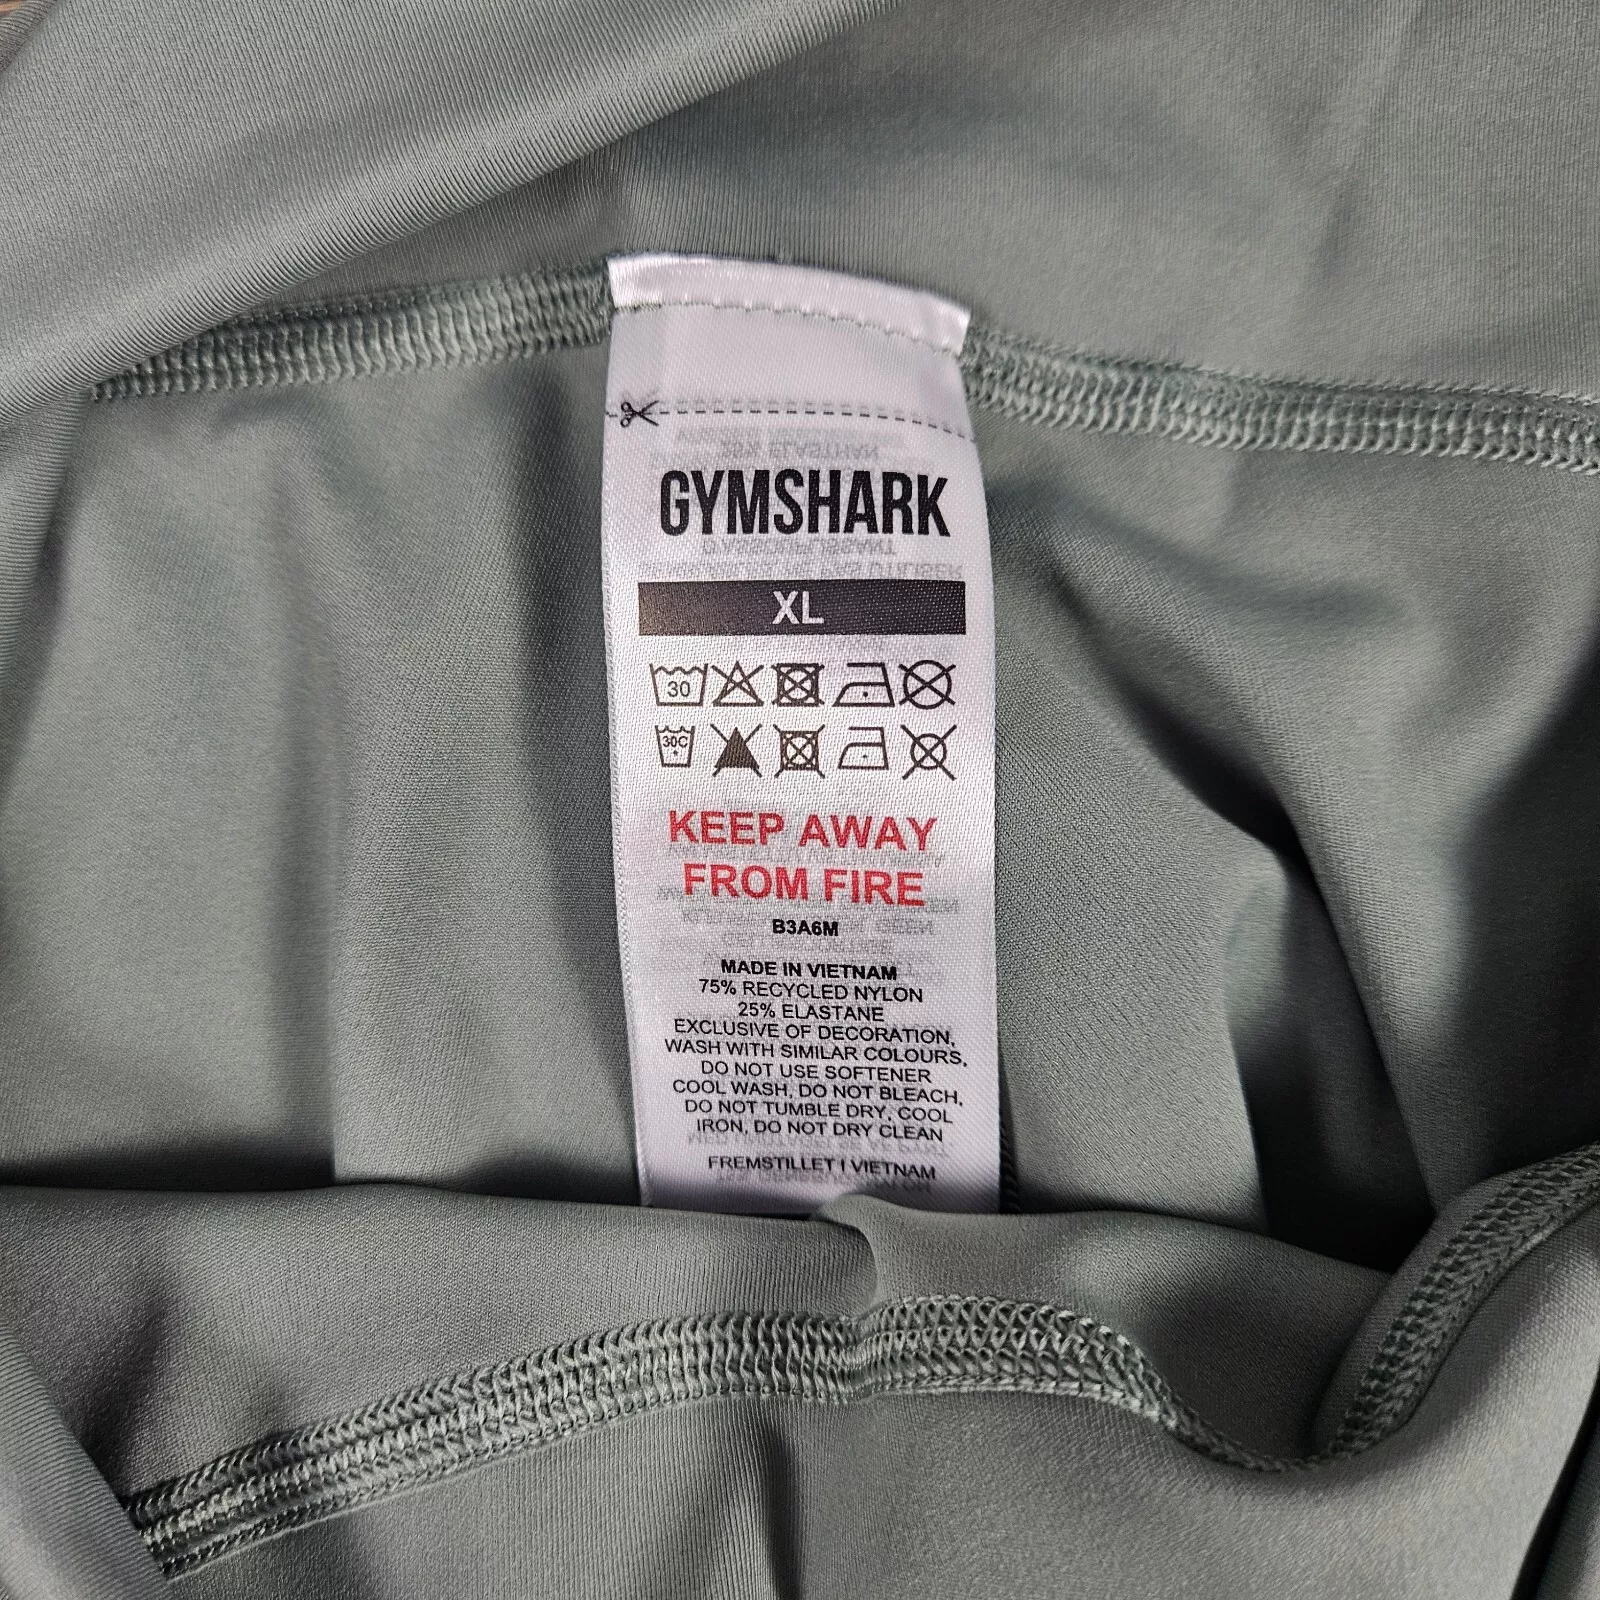 GYMSHARK
XL
30
30C
KEEP AWAY
FROM FIRE
B3A6M
MADE IN VIETNAM
75% RECYCLED NYLON
25% ELASTANE
EXCLUSIVE OF DECORATION,
WASH WITH SIMILAR COLOURS,
DO NOT USE SOFTENER
COOL WASH, DO NOT BLEACH,
DO NOT TUMBLE DRY, COOL
IRON, DO NOT DRY CLEAN
FREMSTILLET I VIETNAM